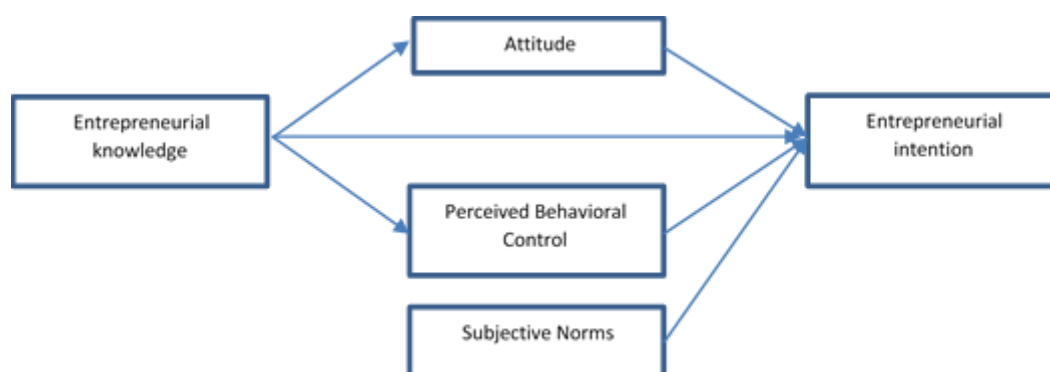 Attitude
Entrepreneurial
knowledge
Entrepreneurial
intention
Perceived Behavioral
Control
Subjective Norms